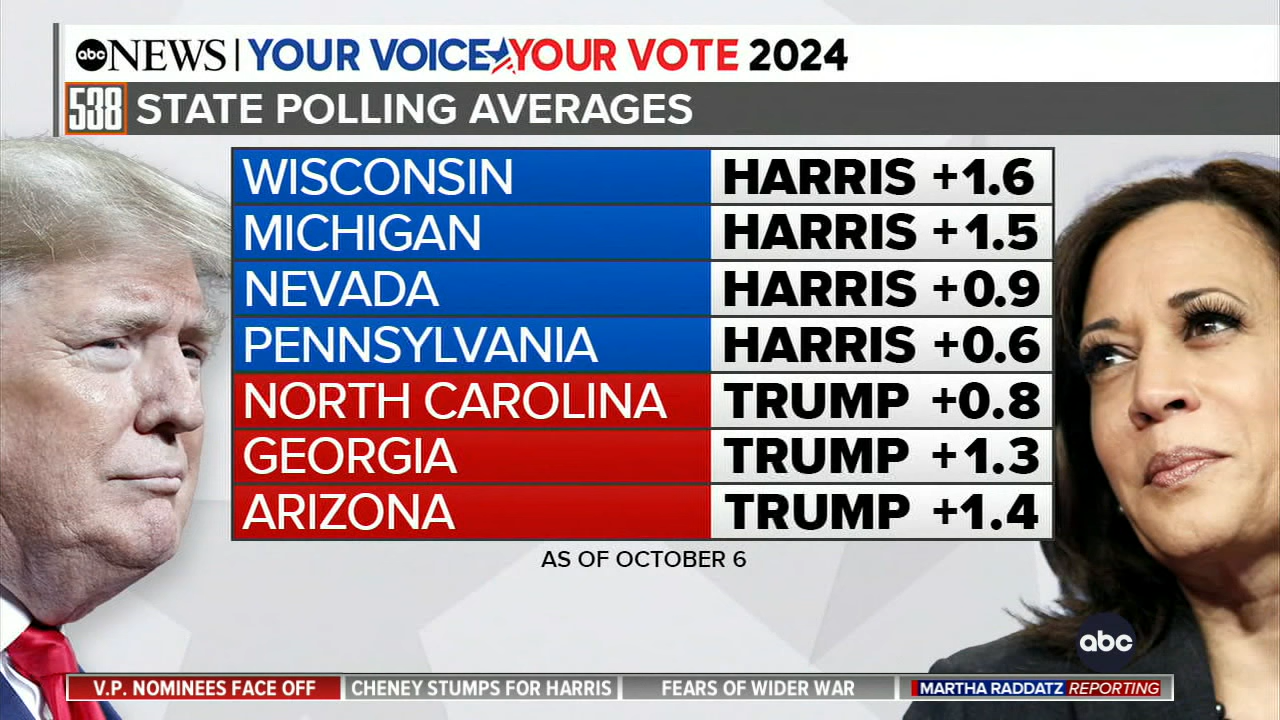 abc NEWS | YOUR VOICE YOUR VOTE 2024
538 STATE POLLING AVERAGES
WISCONSIN HARRIS +1.6
MICHIGAN HARRIS +1.5
NEVADA HARRIS +0.9
PENNSYLVANIA HARRIS +0.6
NORTH CAROLINA TRUMP +0.8
GEORGIA TRUMP +1.3
ARIZONA TRUMP +1.4
AS OF OCTOBER 6
abc
V.P. NOMINEES FACE OFF | CHENEY STUMPS FOR HARRIS | FEARS OF WIDER WAR | MARTHA RADDATZ REPORTING